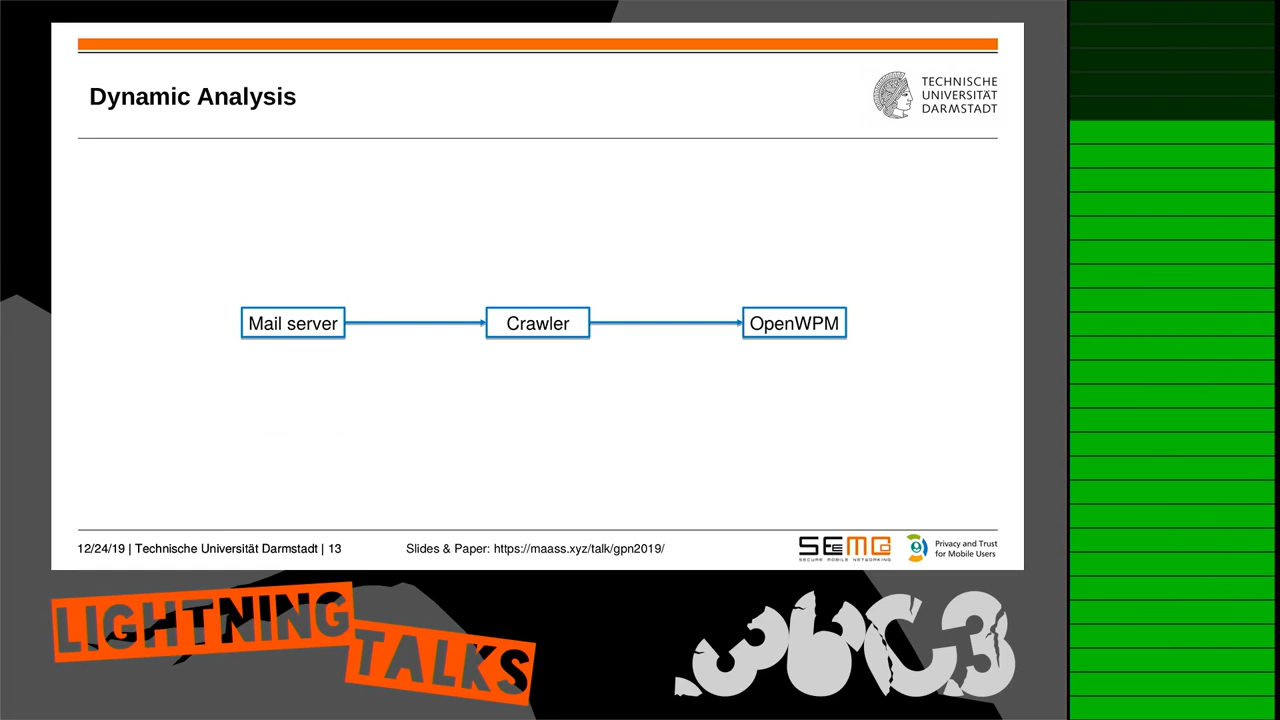 Dynamic Analysis
TECHNISCHE
UNIVERSITÄT
DARMSTADT
Mail server
Crawler
OpenWPM
12/24/19 | Technische Universität Darmstadt | 13
Slides & Paper: https://maass.xyz/talk/gpn2019/
SEEMOO
SECURE MOBILE NETWORKING
Privacy and Trust
for Mobile Users
LIGHTNING
TALKS
36C3